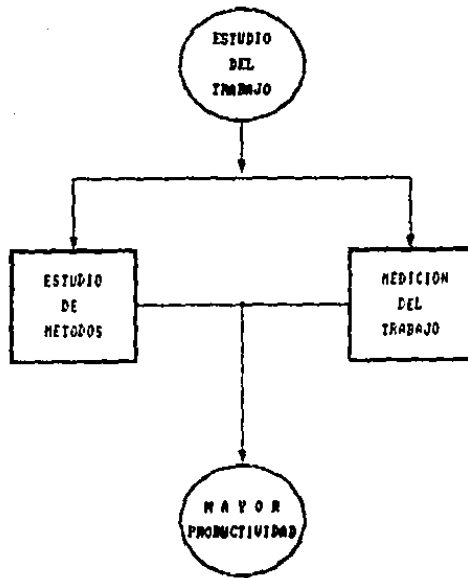 ESTUDIO
DEL
TRABAJO
ESTUDIO
DE
METODOS
MEDICION
DEL
TRABAJO
M A Y O R
PRODUCTIVIDAD